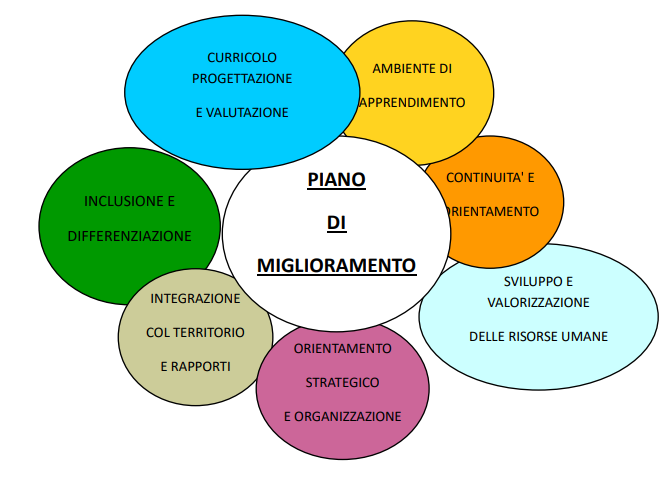 CURRICOLO
PROGETTAZIONE
E VALUTAZIONE
AMBIENTE DI
APPRENDIMENTO
CONTINUITA' E
ORIENTAMENTO
SVILUPPO E
VALORIZZAZIONE
DELLE RISORSE UMANE
ORIENTAMENTO
STRATEGICO
E ORGANIZZAZIONE
INTEGRAZIONE
COL TERRITORIO
E RAPPORTI
INCLUSIONE E
DIFFERENZIAZIONE
PIANO
DI
MIGLIORAMENTO